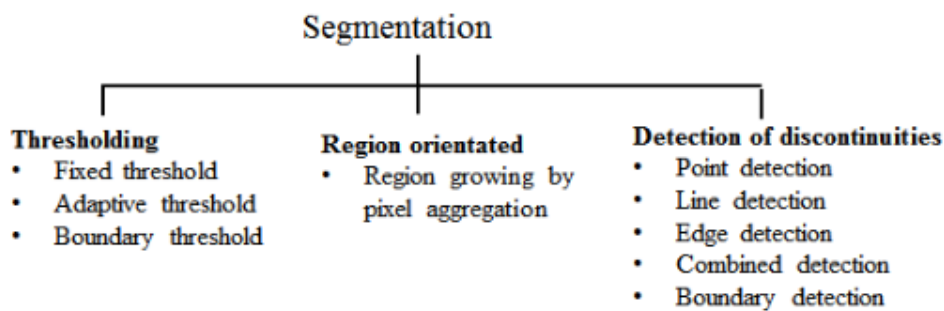 Segmentation
Thresholding
• Fixed threshold
• Adaptive threshold
• Boundary threshold
Region orientated
• Region growing by
pixel aggregation
Detection of discontinuities
• Point detection
• Line detection
• Edge detection
• Combined detection
• Boundary detection